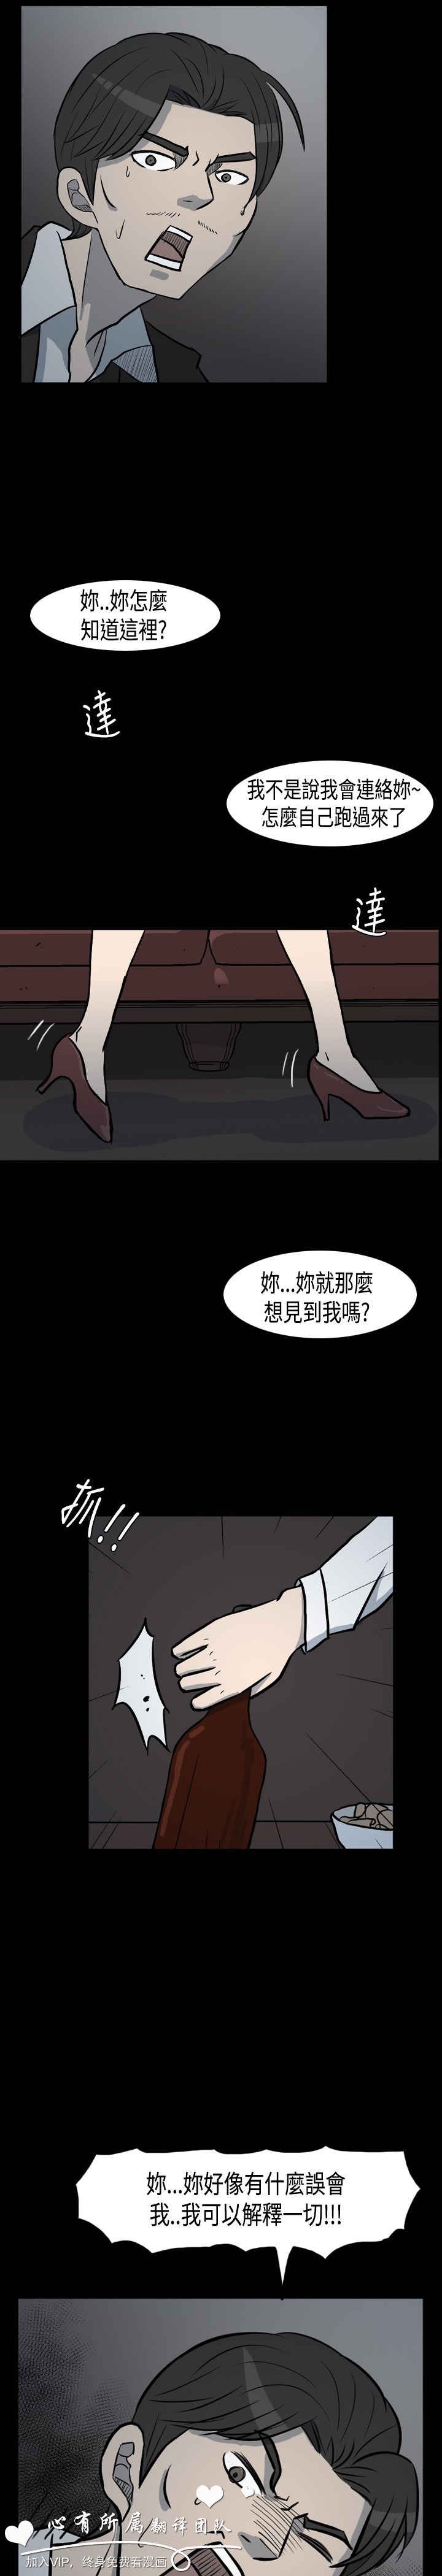 妳..妳怎麼
知道這裡?
達
我不是說我會連絡妳~
怎麼自己跑過來了
達
妳...妳就那麼
想見到我嗎?
抓!!
妳...妳好像有什麼誤會
我..我可以解釋一切!!!
心有所属翻译团队
加入VIP，终身免费看漫画